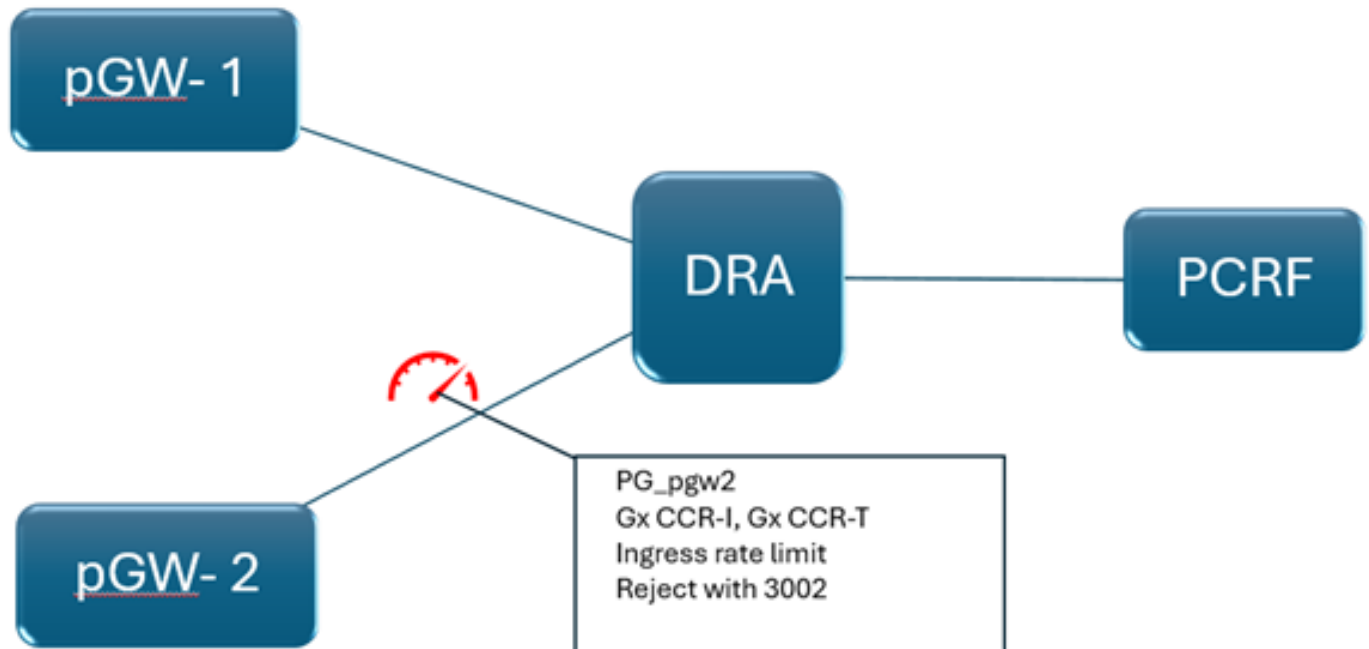 pGW- 1
DRA
PCRF
pGW- 2
PG_pgw2
Gx CCR-I, Gx CCR-T
Ingress rate limit
Reject with 3002